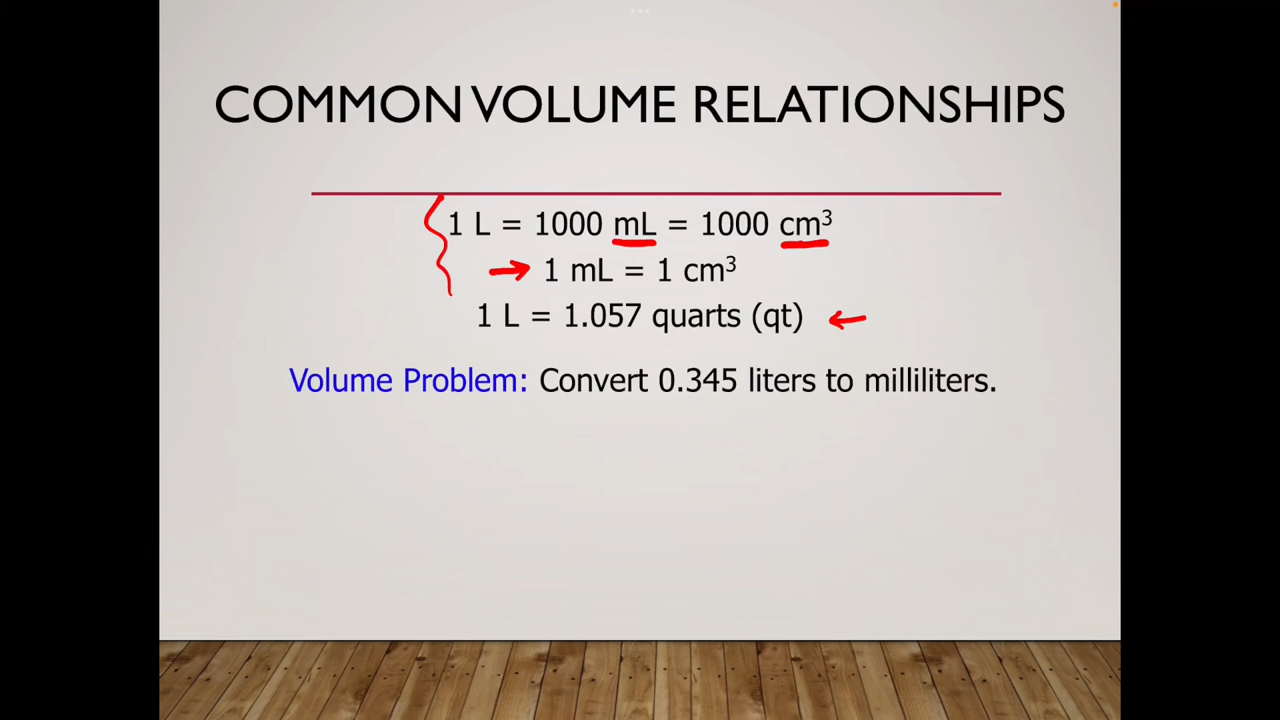 COMMON VOLUME RELATIONSHIPS
1 L = 1000 mL = 1000 cm³
1 mL = 1 cm³
1 L = 1.057 quarts (qt)
Volume Problem: Convert 0.345 liters to milliliters.